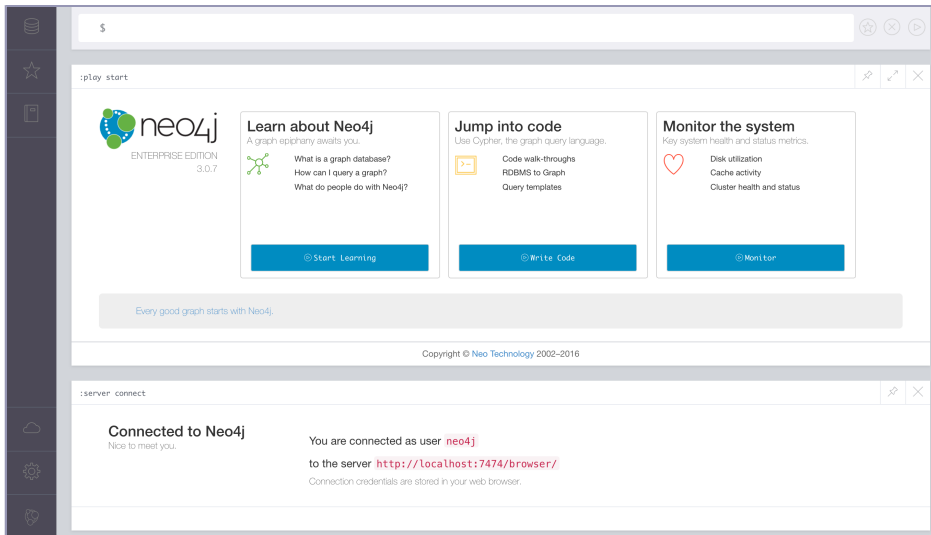 $
:play start
neo4j
ENTERPRISE EDITION
3.0.7
Learn about Neo4j
A graph epiphany awaits you.
What is a graph database?
How can I query a graph?
What do people do with Neo4j?
Start Learning
Jump into code
Use Cypher, the graph query language.
Code walk-throughs
RDBMS to Graph
Query templates
Write Code
Monitor the system
Key system health and status metrics.
Disk utilization
Cache activity
Cluster health and status
Monitor
Every good graph starts with Neo4j.
Copyright © Neo Technology 2002–2016
:server connect
Connected to Neo4j
Nice to meet you.
You are connected as user neo4j
to the server http://localhost:7474/browser/
Connection credentials are stored in your web browser.